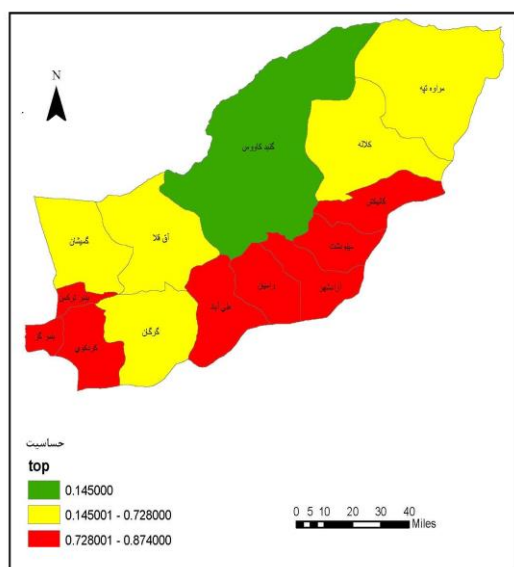 N
مراوه تپه
کلاله
گنبد کاووس
گالیکش
مینودشت
آق قلا
گمیشان
رامیان
آزادشهر
علی آباد
بندر ترکمن
گرگان
کردکوی
بندر گز
حساسیت
top
0.145000
0.145001 - 0.728000
0.728001 - 0.874000
0 5 10 20 30 40
Miles